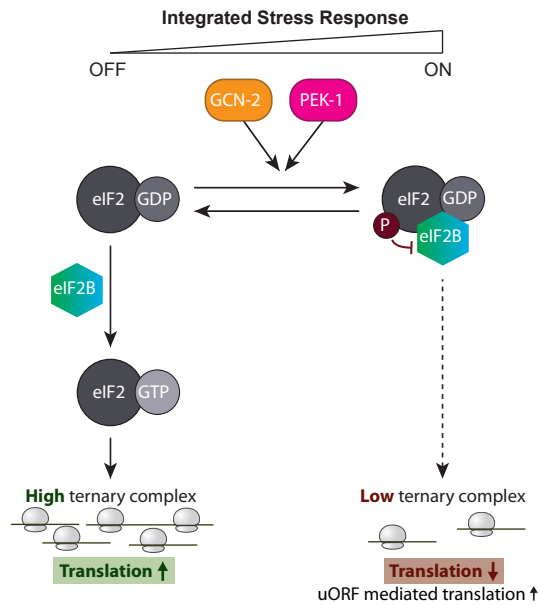 Integrated Stress Response
OFF
ON
GCN-2
PEK-1
eIF2
GDP
eIF2
GDP
P
eIF2B
eIF2B
eIF2
GTP
High ternary complex
Low ternary complex
Translation ↑
Translation ↓
uORF mediated translation ↑